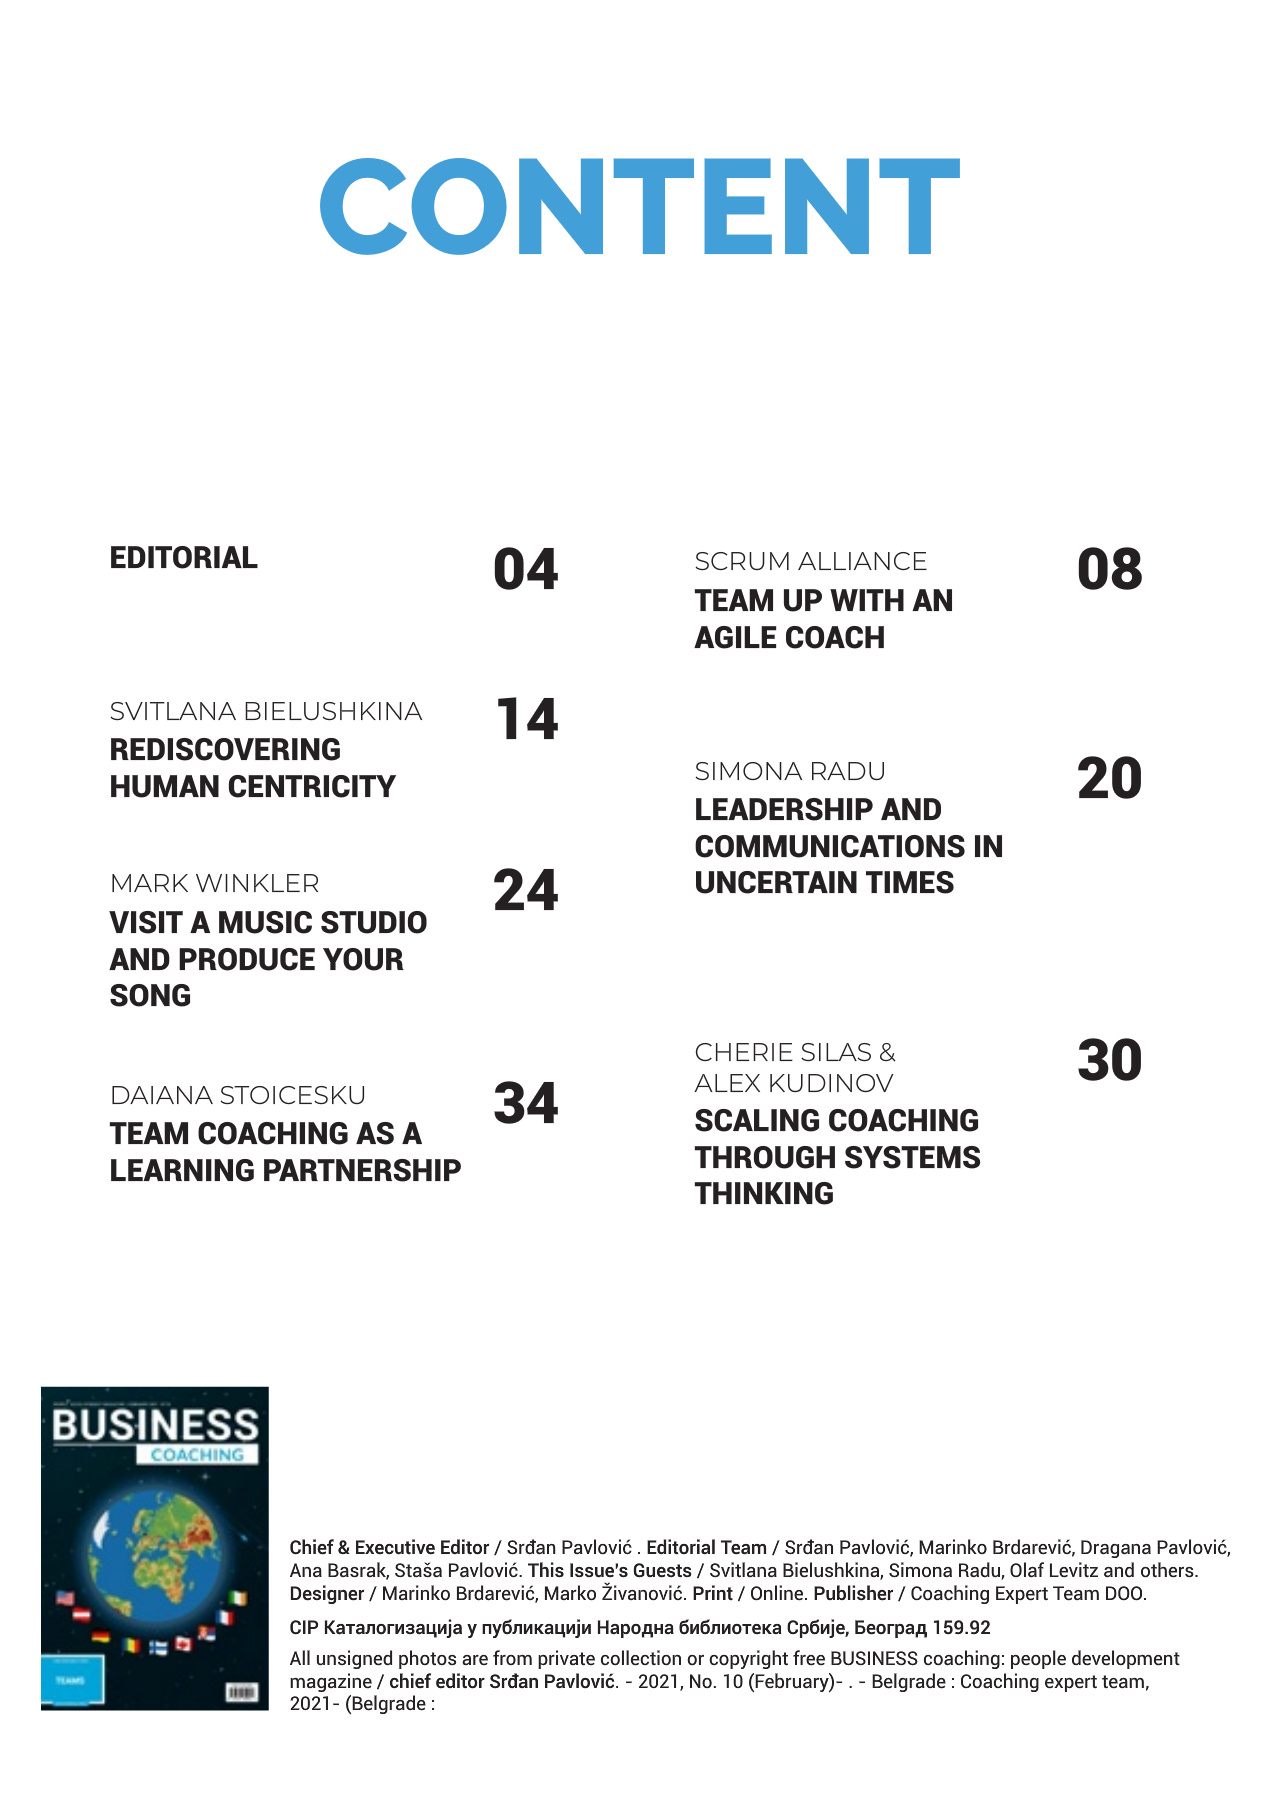 CONTENT
EDITORIAL
04
SCRUM ALLIANCE
08
TEAM UP WITH AN
AGILE COACH
SVITLANA BIELUSHKINA
14
REDISCOVERING
HUMAN CENTRICITY
SIMONA RADU
20
LEADERSHIP AND
COMMUNICATIONS IN
UNCERTAIN TIMES
MARK WINKLER
24
VISIT A MUSIC STUDIO
AND PRODUCE YOUR
SONG
CHERIE SILAS &
ALEX KUDINOV
30
SCALING COACHING
THROUGH SYSTEMS
THINKING
DAIANA STOICESKU
34
TEAM COACHING AS A
LEARNING PARTNERSHIP
BUSINESS
COACHING
TEAMS
Chief & Executive Editor / Srđan Pavlović . Editorial Team / Srđan Pavlović, Marinko Brdarević, Dragana Pavlović,
Ana Basrak, Staša Pavlović. This Issue's Guests / Svitlana Bielushkina, Simona Radu, Olaf Levitz and others.
Designer / Marinko Brdarević, Marko Živanović. Print / Online. Publisher / Coaching Expert Team DOO.
CIP Каталогизација у публикацији Народна библиотека Србије, Београд 159.92
All unsigned photos are from private collection or copyright free BUSINESS coaching: people development
magazine / chief editor Srđan Pavlović. - 2021, No. 10 (February)- . - Belgrade : Coaching expert team,
2021- (Belgrade :